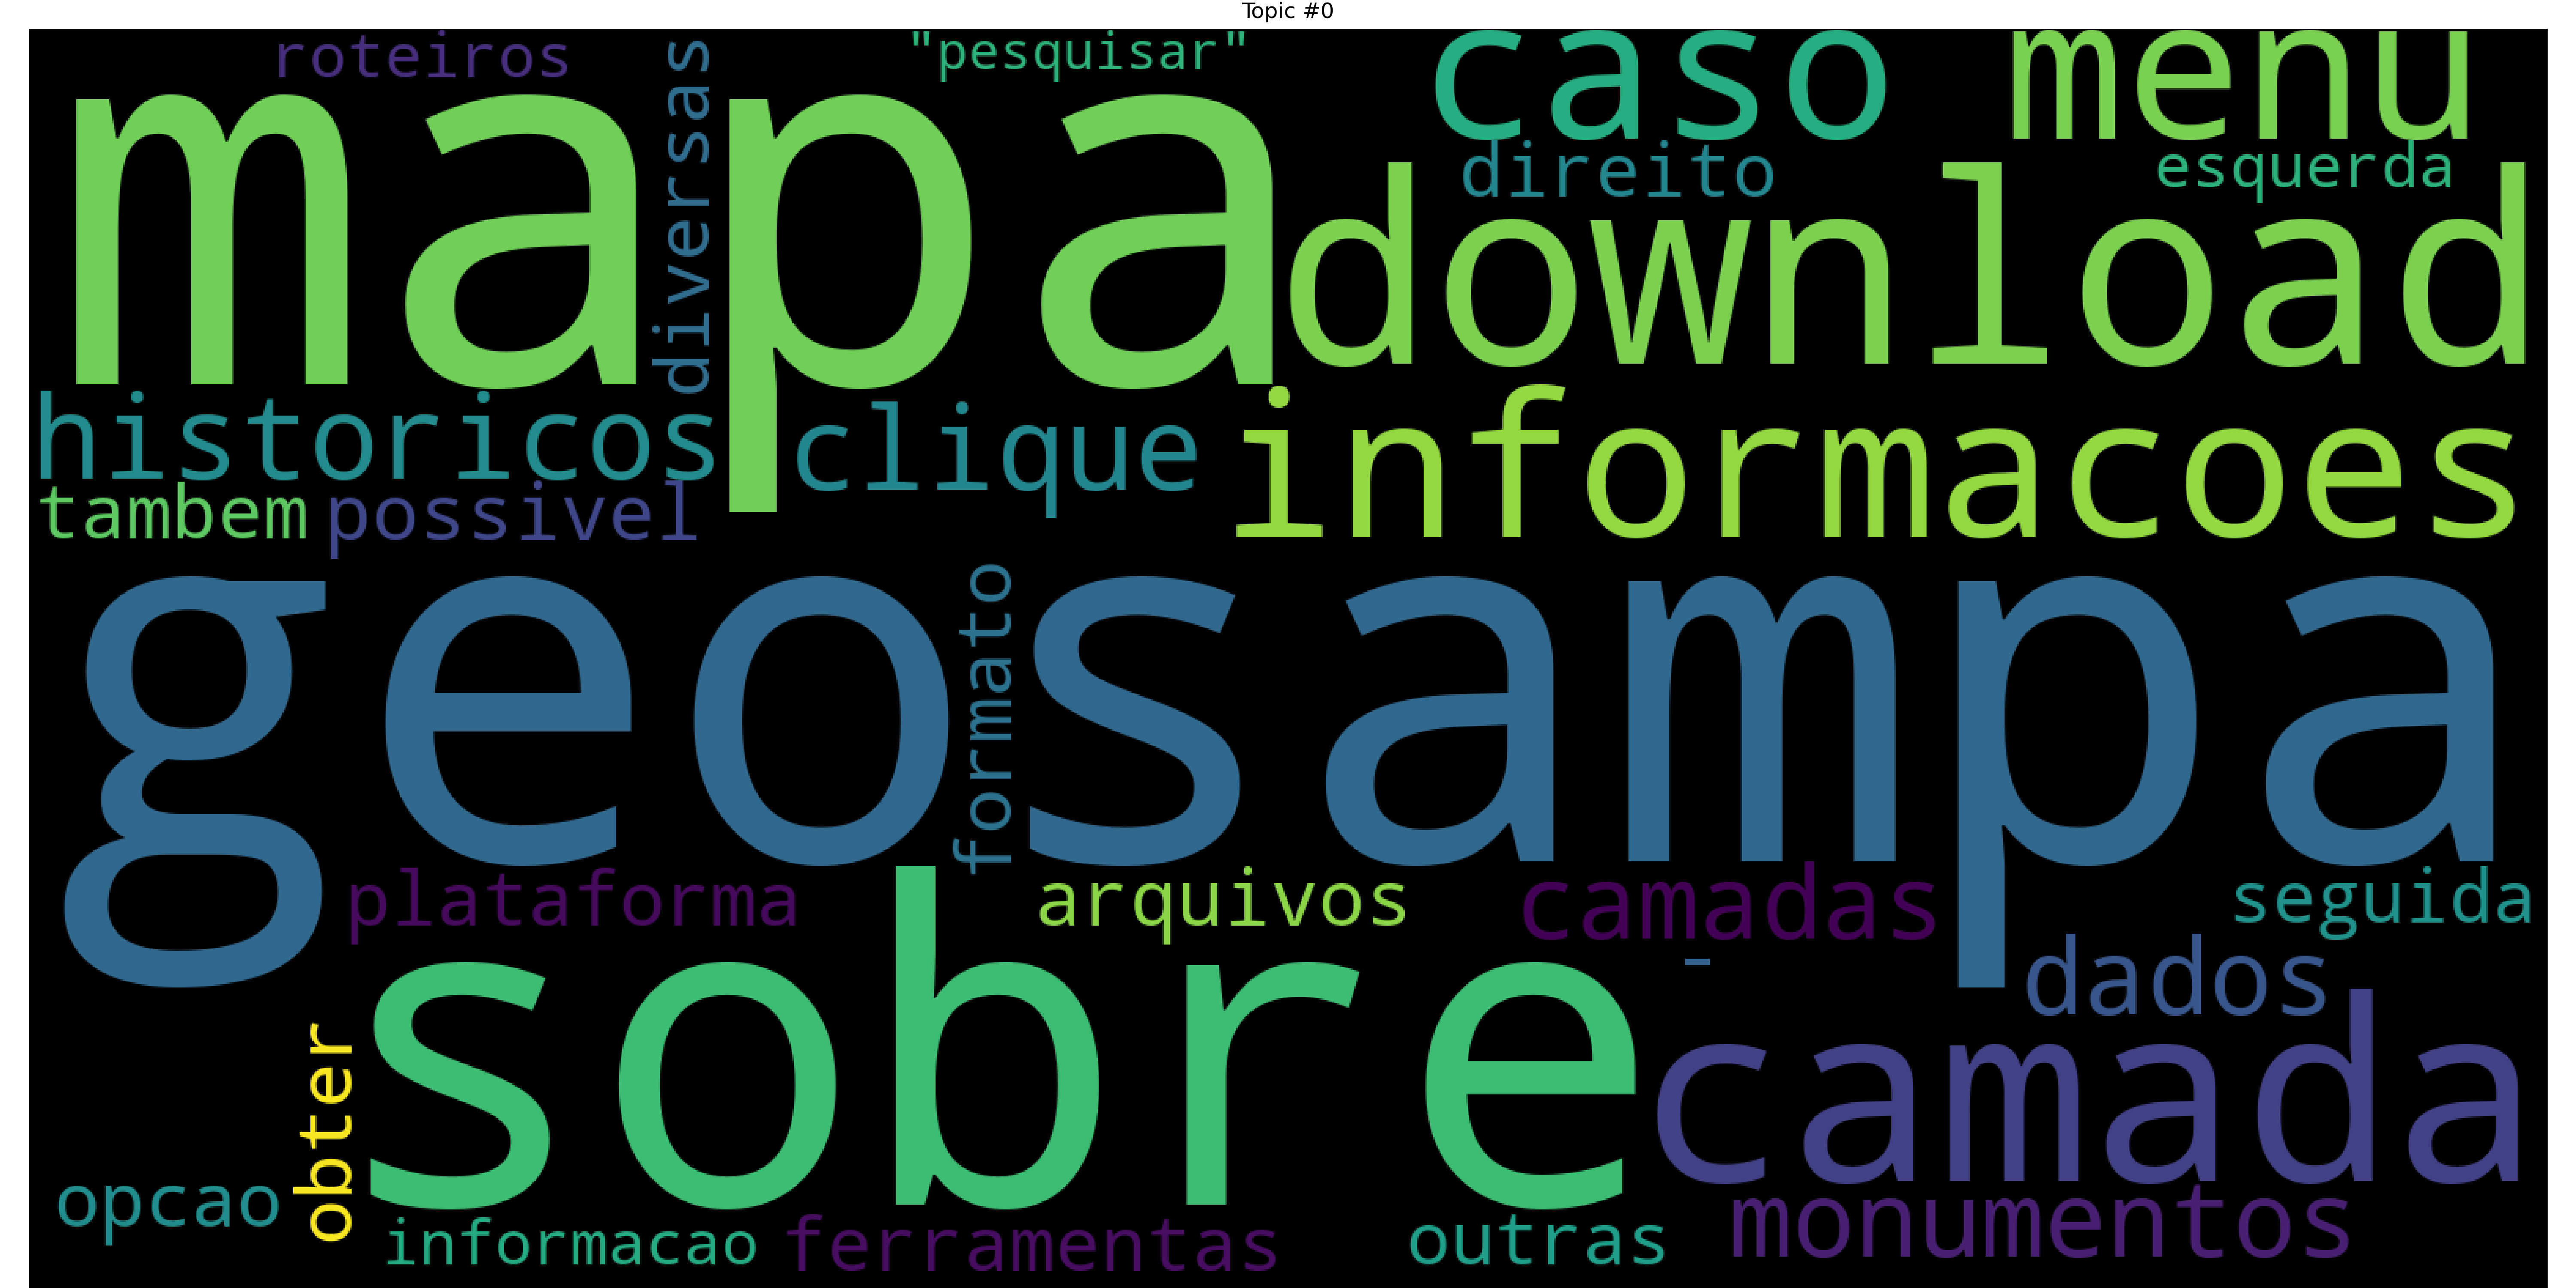 Topic #0
roteiros
diversas
"pesquisar"
caso
menu
mapa
direito
esquerda
download
historicos
clique
informacoes
tambem
possivel
geosampa
formato
plataforma
arquivos
camadas
seguida
-
dados
sobre
camada
obter
opcao
monumentos
informacao
ferramentas
outras